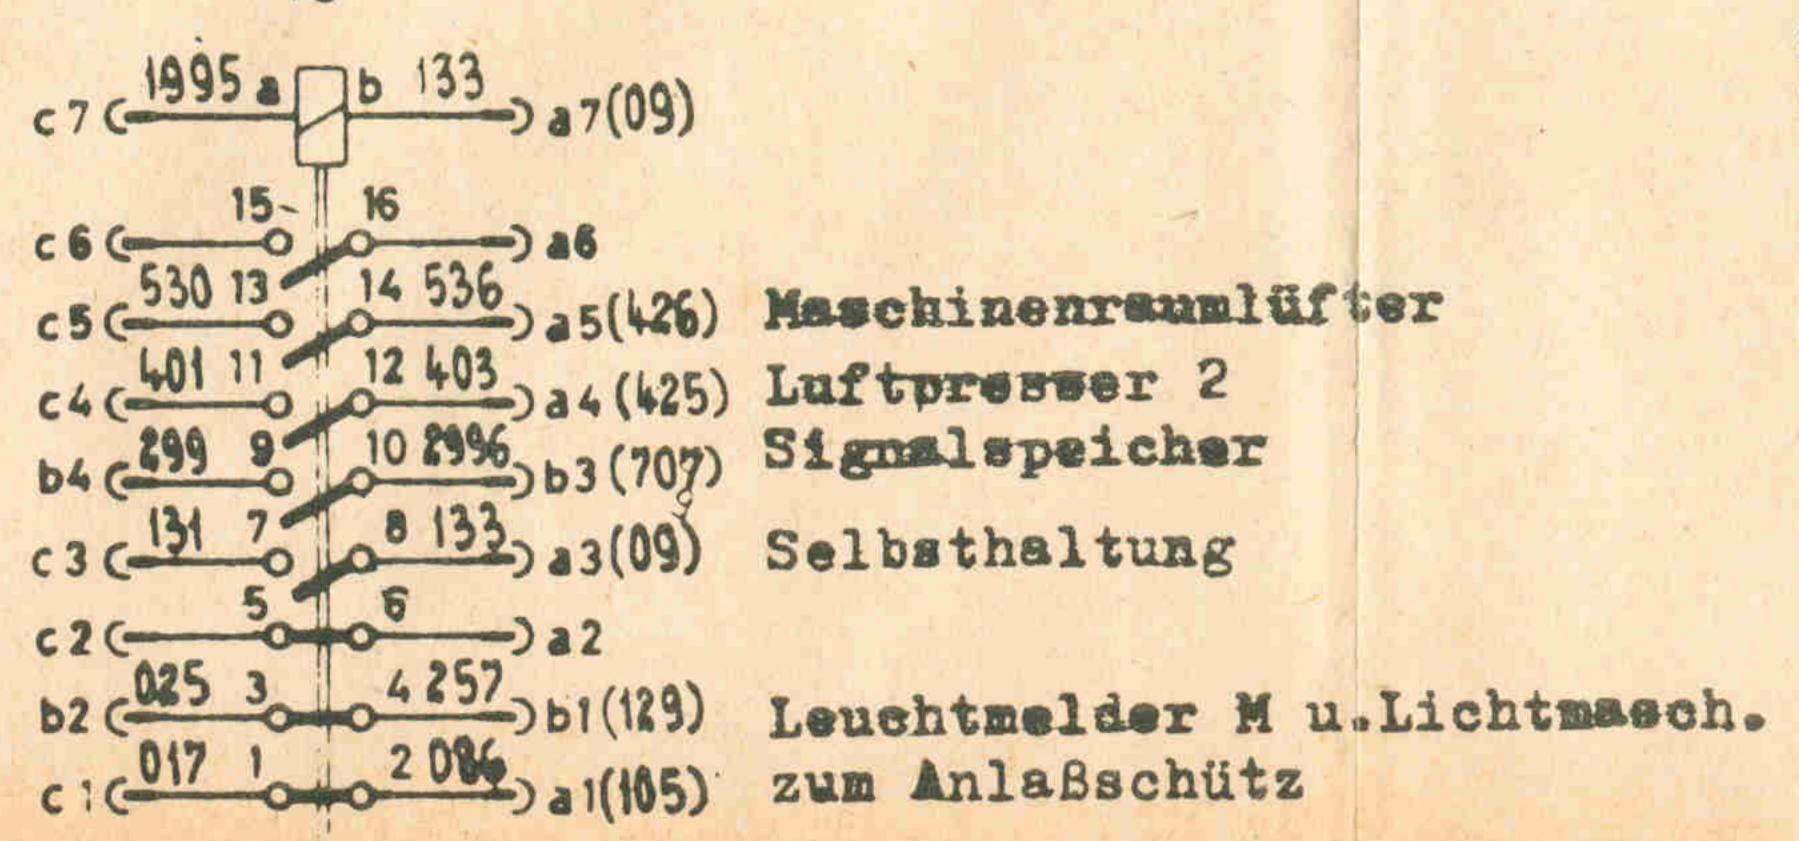 1995 a b 133
c7 a7(09)
15 16
c6 a6
530 13 14 536
c5 a5(426) Maschinenraumlüfter
401 11 12 403
c4 a4(425) Luftpresser 2
299 9 10 2996
b4 b3(707) Signalspeicher
131 7 8 133
c3 a3(09) Selbsthaltung
5 6
c2 a2
025 3 4 257
b2 b1(129) Leuchtmelder M u.Lichtmasch.
017 1 2
c1 a1(105) zum Anlaßschütz